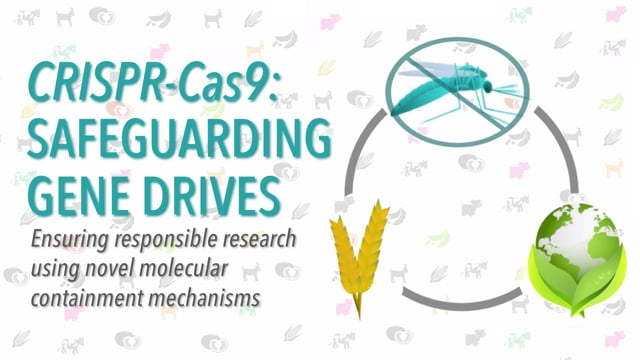 CRISPR-Cas9:
SAFEGUARDING
GENE DRIVES
Ensuring responsible research
using novel molecular
containment mechanisms